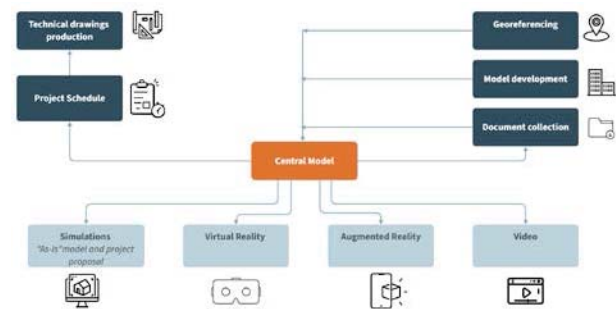 Technical drawings
production
Georeferencing
Project Schedule
Model development
Document collection
Central Model
Simulations
"As-Is"model and project
proposal
Virtual Reality
Augmented Reality
Video